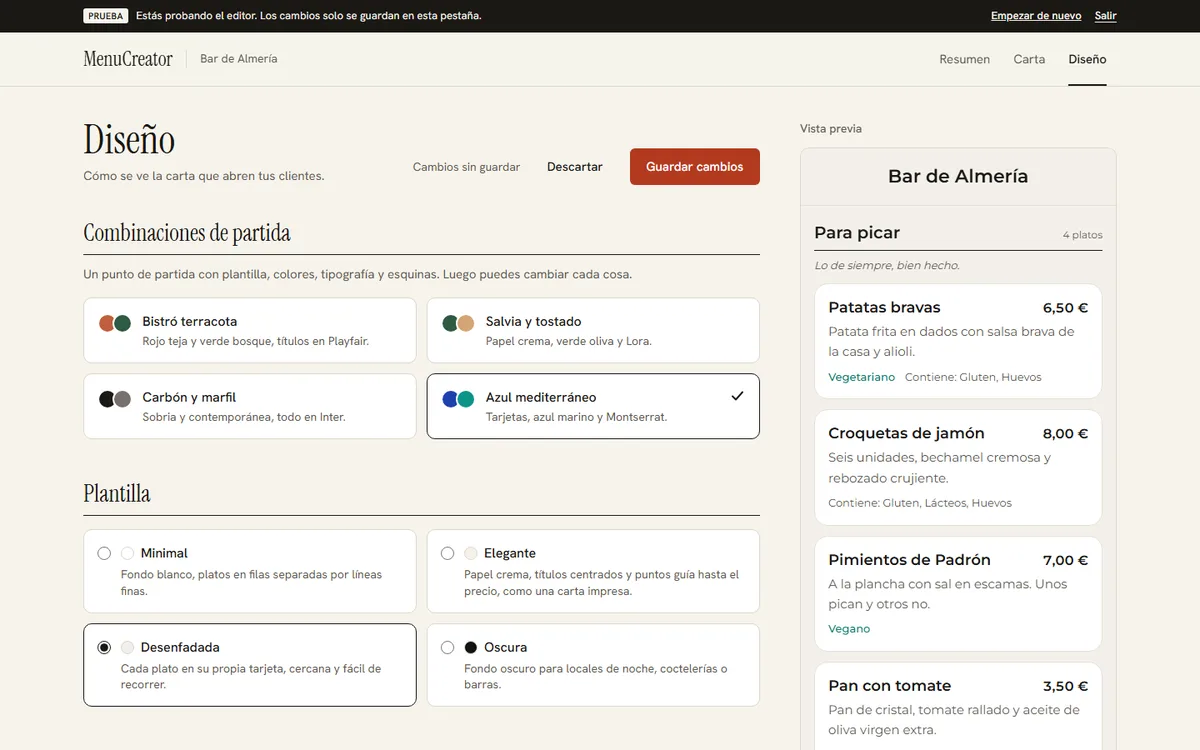 PRUEBA Estás probando el editor. Los cambios solo se guardan en esta pestaña. Empezar de nuevo Salir
MenuCreator Bar de Almería Resumen Carta Diseño
Diseño
Cómo se ve la carta que abren tus clientes.
Cambios sin guardar Descartar Guardar cambios
Combinaciones de partida
Un punto de partida con plantilla, colores, tipografía y esquinas. Luego puedes cambiar cada cosa.
Bistró terracota
Rojo teja y verde bosque, títulos en Playfair.
Salvia y tostado
Papel crema, verde oliva y Lora.
Carbón y marfil
Sobria y contemporánea, todo en Inter.
Azul mediterráneo
Tarjetas, azul marino y Montserrat.
Plantilla
Minimal
Fondo blanco, platos en filas separadas por líneas
finas.
Elegante
Papel crema, títulos centrados y puntos guía hasta el
precio, como una carta impresa.
Desenfadada
Cada plato en su propia tarjeta, cercana y fácil de
recorrer.
Oscura
Fondo oscuro para locales de noche, coctelerías o
barras.
Vista previa
Bar de Almería
Para picar 4 platos
Lo de siempre, bien hecho.
Patatas bravas 6,50 €
Patata frita en dados con salsa brava de
la casa y alioli.
Vegetariano Contiene: Gluten, Huevos
Croquetas de jamón 8,00 €
Seis unidades, bechamel cremosa y
rebozado crujiente.
Contiene: Gluten, Lácteos, Huevos
Pimientos de Padrón 7,00 €
A la plancha con sal en escamas. Unos
pican y otros no.
Vegano
Pan con tomate 3,50 €
Pan de cristal, tomate rallado y aceite de
oliva virgen extra.